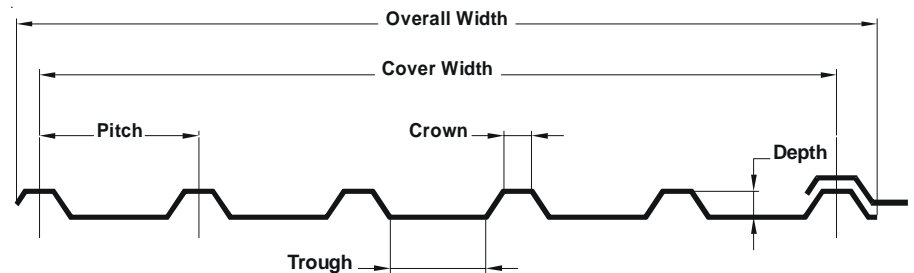 Overall Width
Cover Width
Pitch
Crown
Depth
Trough